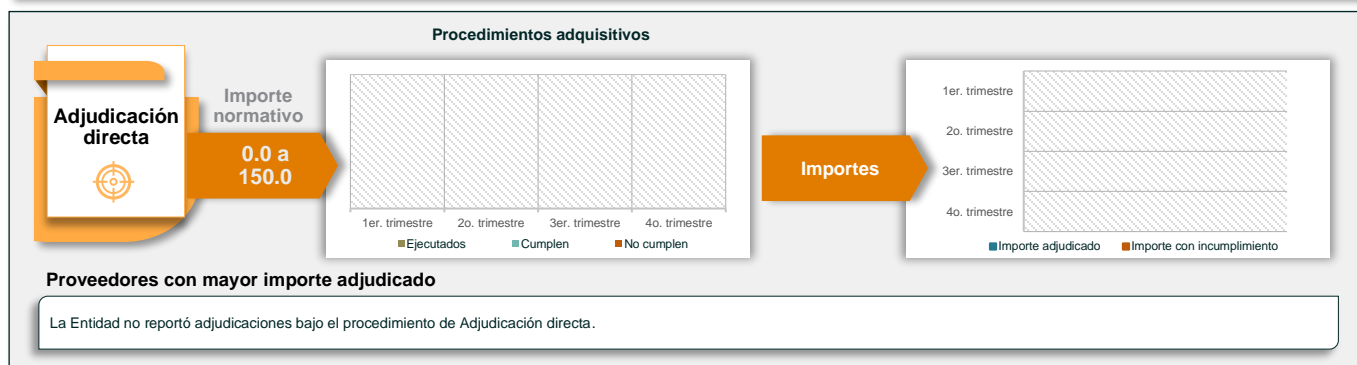 Procedimientos adquisitivos
Adjudicación
directa
Importe
normativo
0.0 a
150.0
1er. trimestre
2o. trimestre
3er. trimestre
4o. trimestre
Ejecutados
Cumplen
No cumplen
Importes
1er. trimestre
2o. trimestre
3er. trimestre
4o. trimestre
Importe adjudicado
Importe con incumplimiento
Proveedores con mayor importe adjudicado
La Entidad no reportó adjudicaciones bajo el procedimiento de Adjudicación directa.